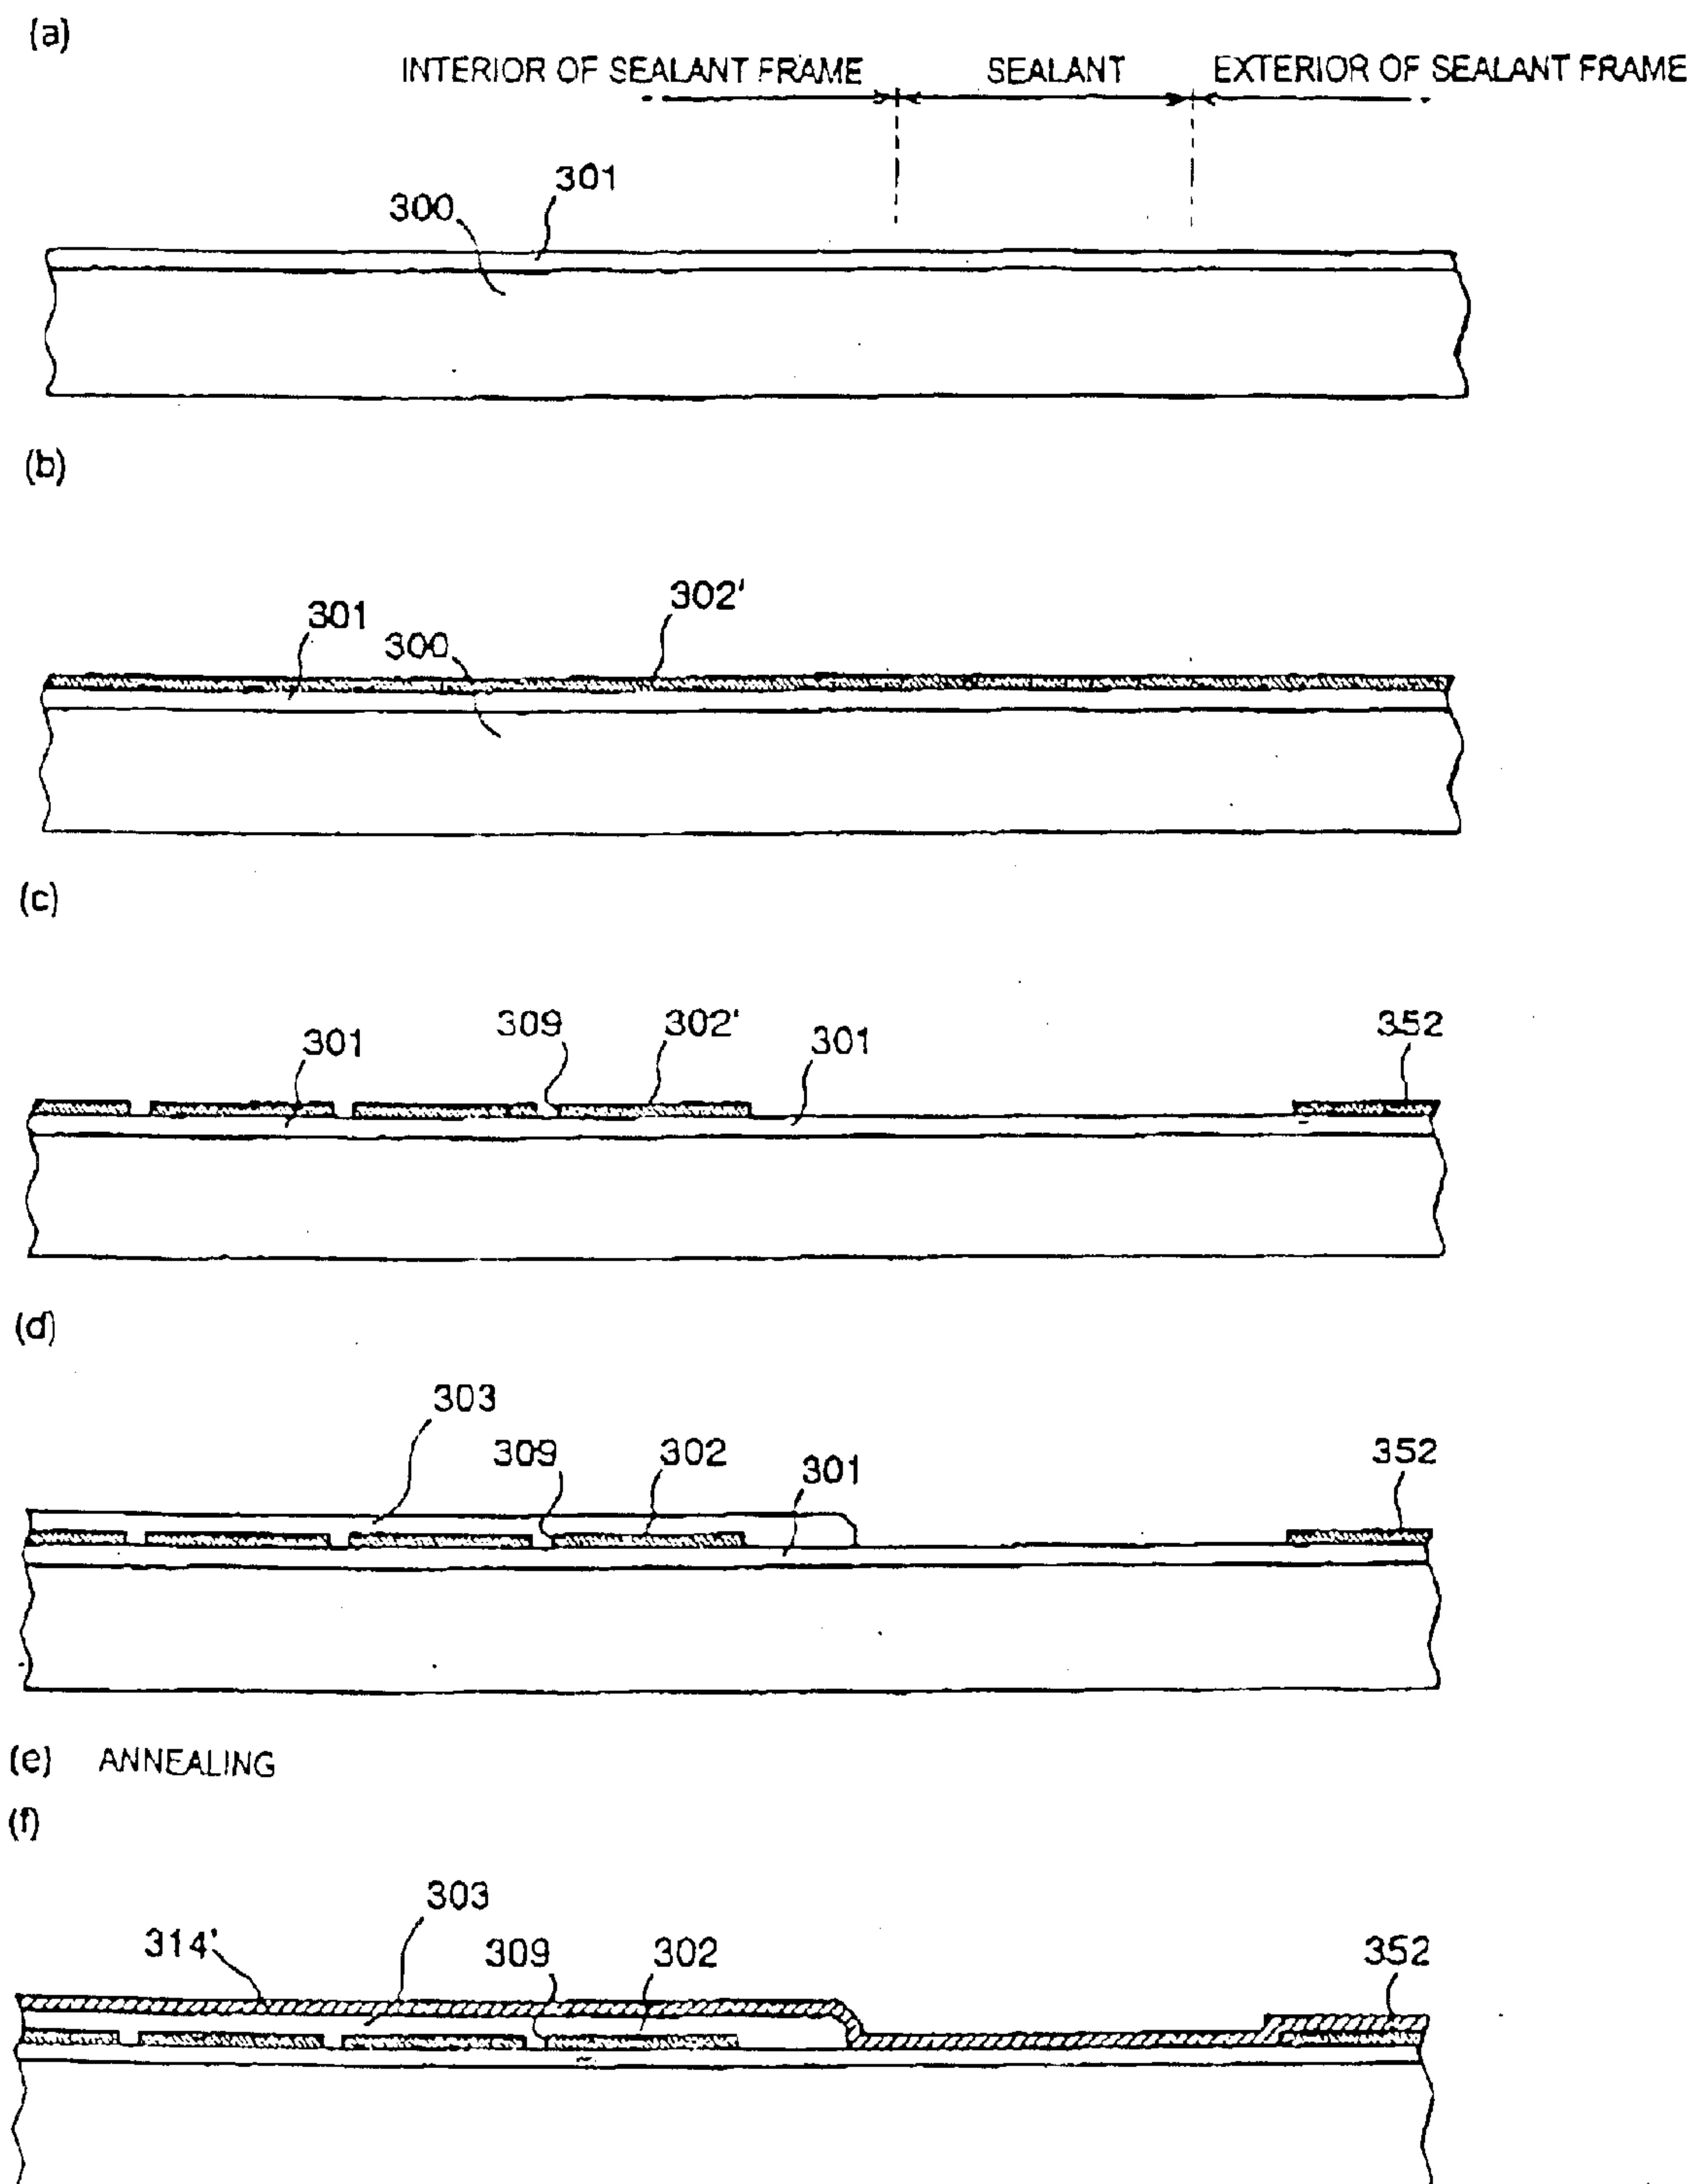 (a)
INTERIOR OF SEALANT FRAME SEALANT EXTERIOR OF SEALANT FRAME
301
300
(b)
302'
301
300
(c)
309 302' 352
301 301
(d)
303
309 302 352
301
(e) ANNEALING
(f)
303
314' 309 302 352